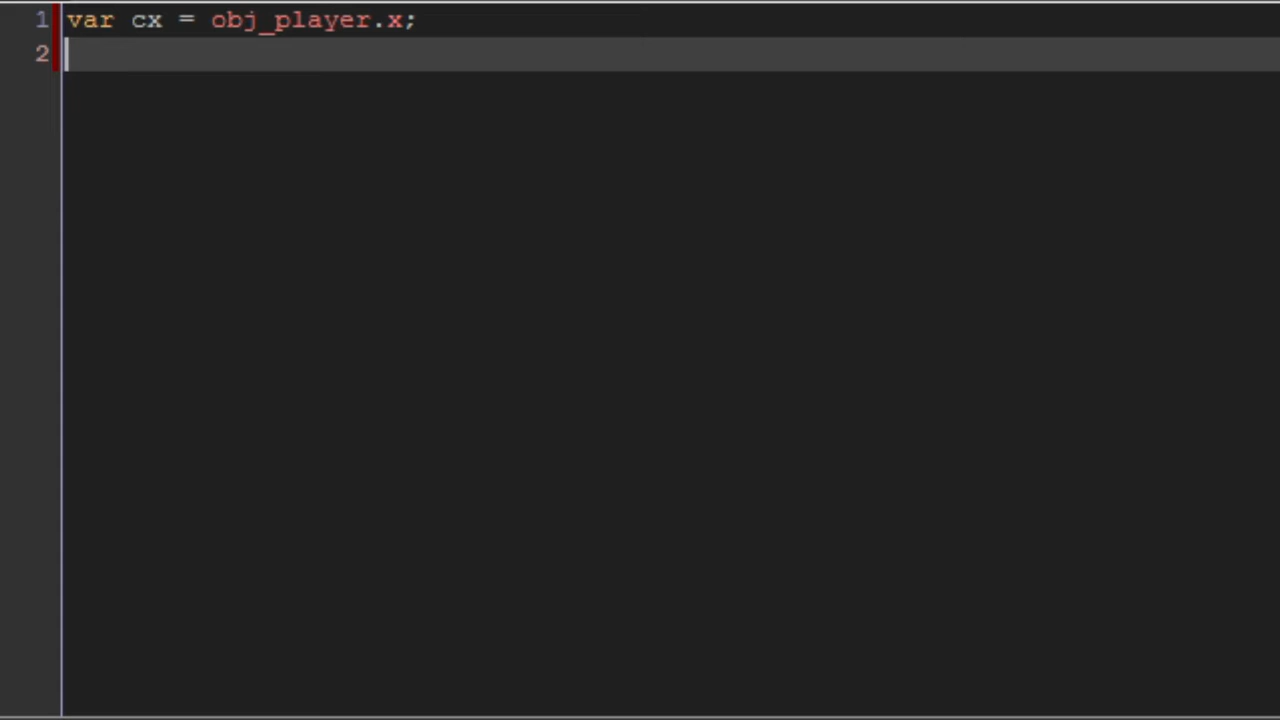 1 var cx = obj_player.x;
2